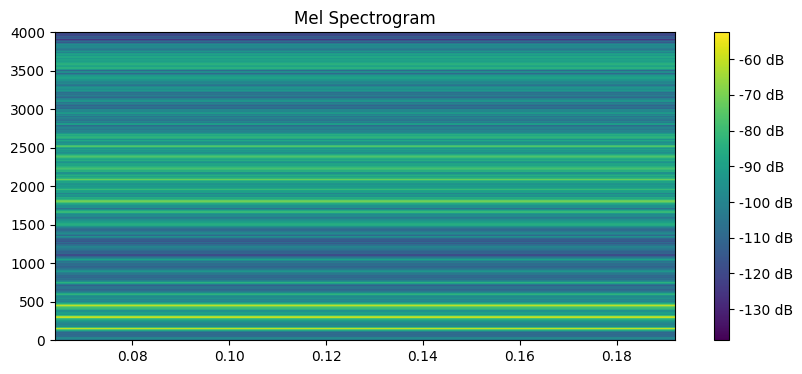 Mel Spectrogram
4000
3500
3000
2500
2000
1500
1000
500
0
0.08 0.10 0.12 0.14 0.16 0.18
-60 dB
-70 dB
-80 dB
-90 dB
-100 dB
-110 dB
-120 dB
-130 dB